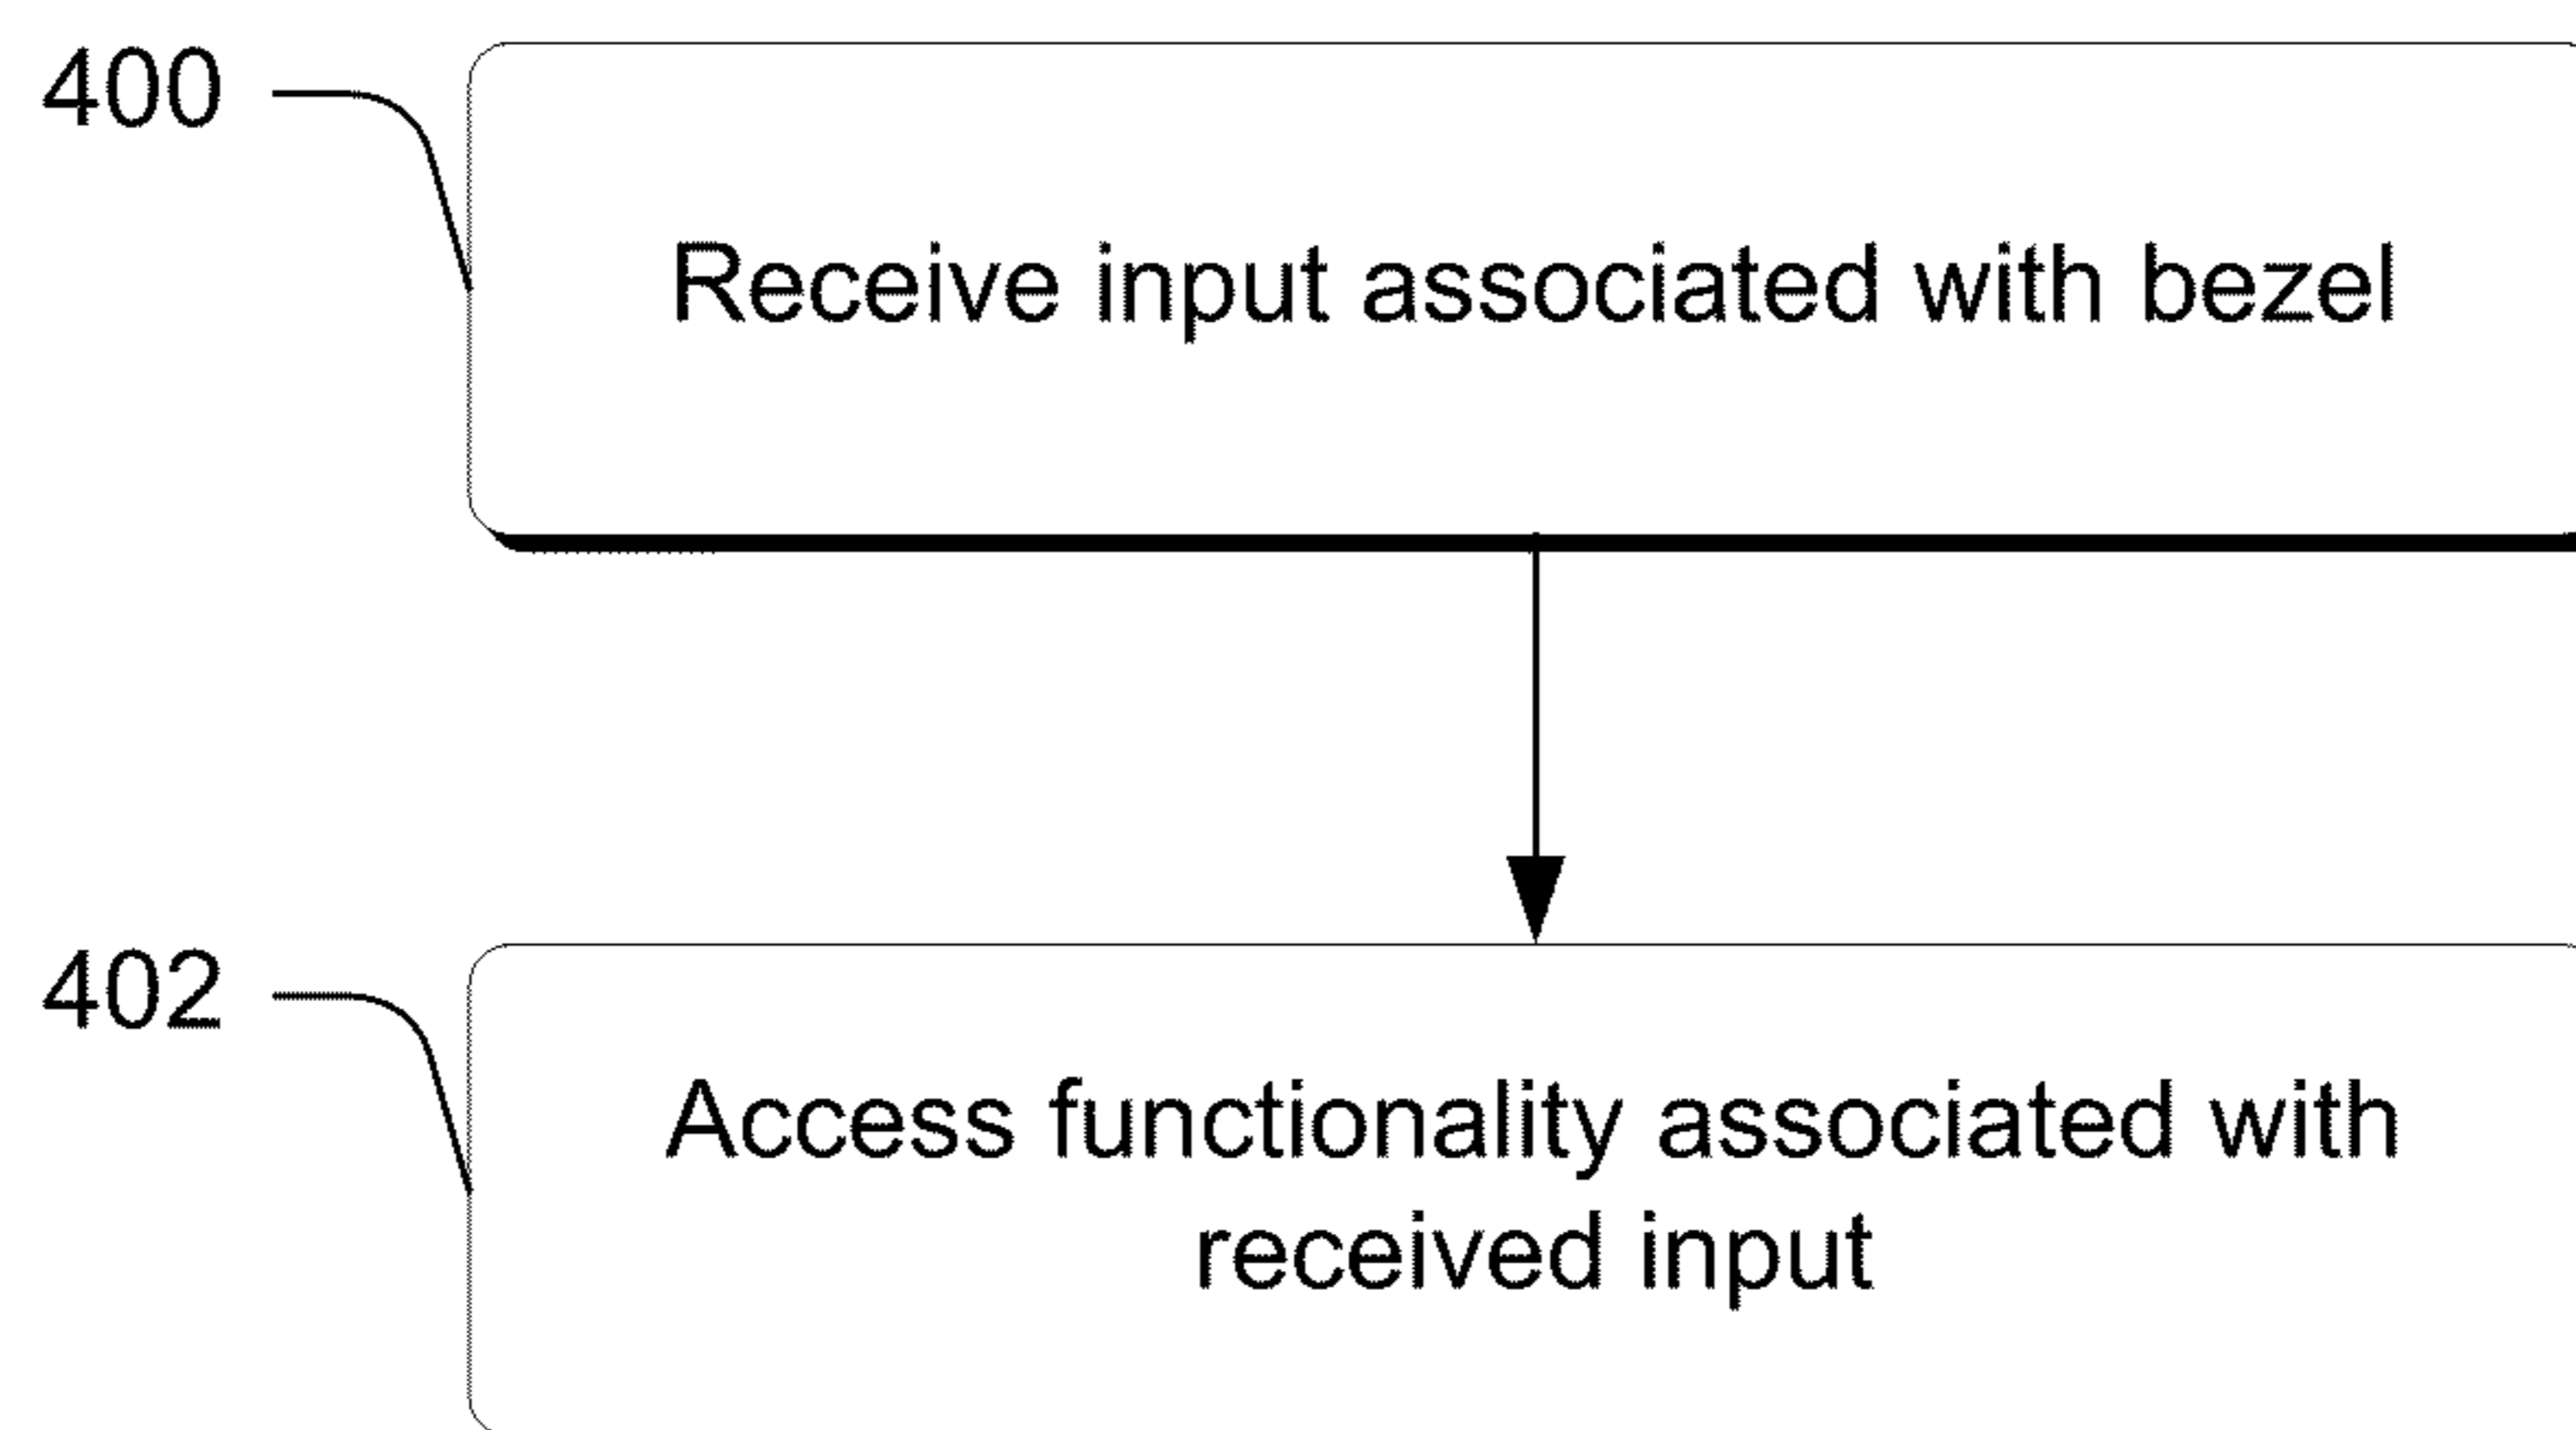 400
Receive input associated with bezel
402
Access functionality associated with
received input